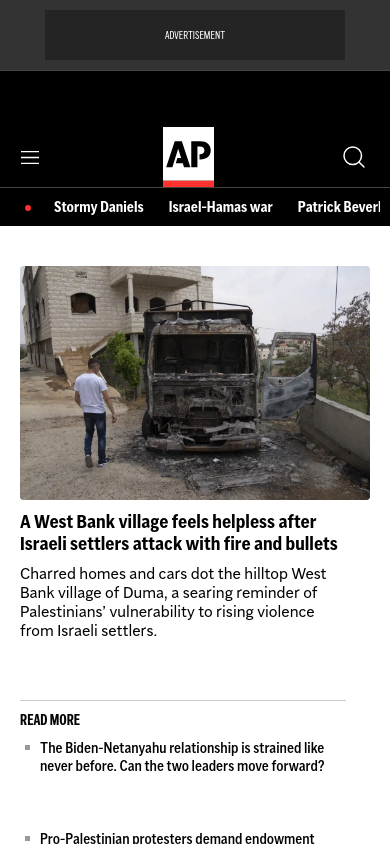 ADVERTISEMENT
AP
Stormy Daniels
Israel-Hamas war
Patrick Beverl
A West Bank village feels helpless after
Israeli settlers attack with fire and bullets
Charred homes and cars dot the hilltop West
Bank village of Duma, a searing reminder of
Palestinians’ vulnerability to rising violence
from Israeli settlers.
READ MORE
The Biden-Netanyahu relationship is strained like
never before. Can the two leaders move forward?
Pro-Palestinian protesters demand endowment